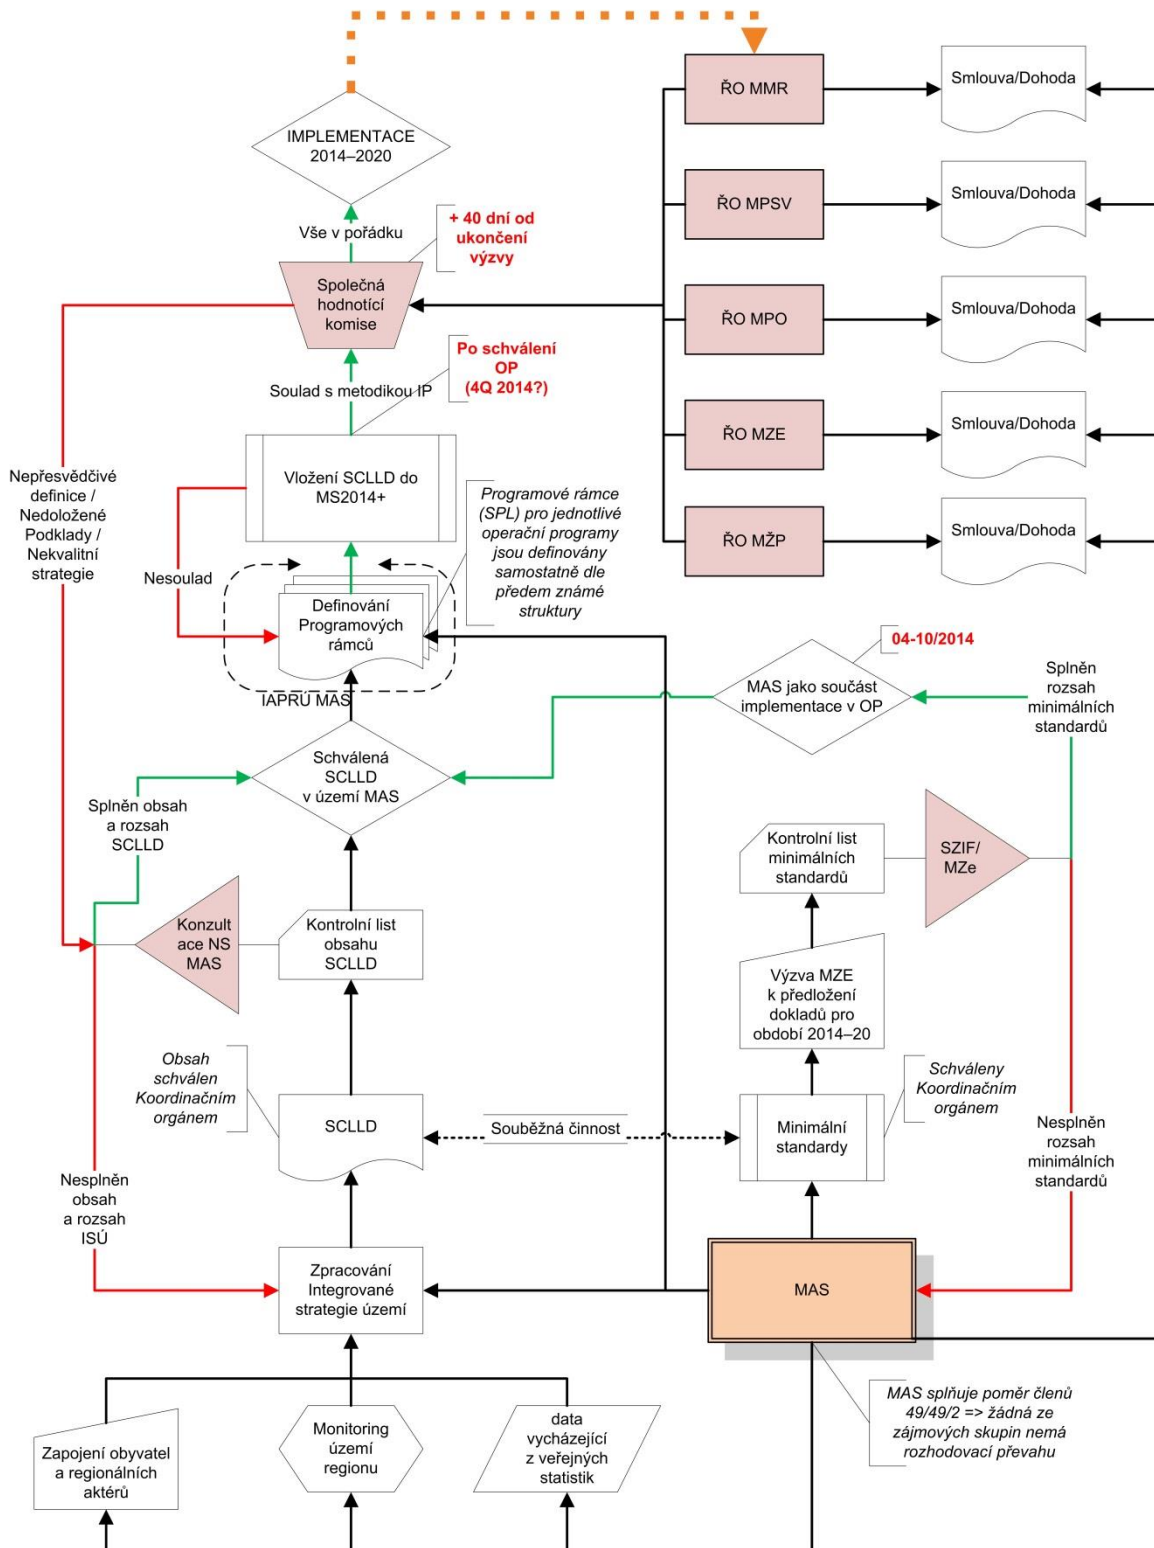 IMPLEMENTACE
2014–2020
Vše v pořádku
+ 40 dní od
ukončení
výzvy
Společná
hodnotící
komise
Po schválení
OP
(4Q 2014?)
Soulad s metodikou IP
Vložení SCLLD do
MS2014+
Nepřesvědčivé
definice /
Nedoložené
Podklady /
Nekvalitní
strategie
Nesoulad
Programové rámce
(SPL) pro jednotlivé
operační programy
jsou definovány
samostatně dle
předem známé
struktury
Definování
Programových
rámců
IAPRÚ MAS
ŘO MMR
Smlouva/Dohoda
ŘO MPSV
Smlouva/Dohoda
ŘO MPO
Smlouva/Dohoda
ŘO MZE
Smlouva/Dohoda
ŘO MŽP
Smlouva/Dohoda
04-10/2014
MAS jako součást
implementace v OP
Splněn
rozsah
minimálních
standardů
Schválená
SCLLD
v území MAS
Splněn obsah
a rozsah
SCLLD
Kontrolní list
minimálních
standardů
SZIF/
MZe
Konzult
ace NS
MAS
Kontrolní list
obsahu
SCLLD
Výzva MZE
k předložení
dokladů pro
období 2014–20
Obsah
schválen
Koordinačním
orgánem
SCLLD
Souběžná činnost
Minimální
standardy
Schváleny
Koordinačním
orgánem
Nesplněn
rozsah
minimálních
standardů
Nesplněn
obsah
a rozsah
ISÚ
Zpracování
Integrované
strategie území
MAS
MAS splňuje poměr členů
49/49/2 => žádná ze
zájmových skupin nemá
rozhodovací převahu
Zapojení obyvatel
a regionálních
aktérů
Monitoring
území
regionu
data
vycházející
z veřejných
statistik